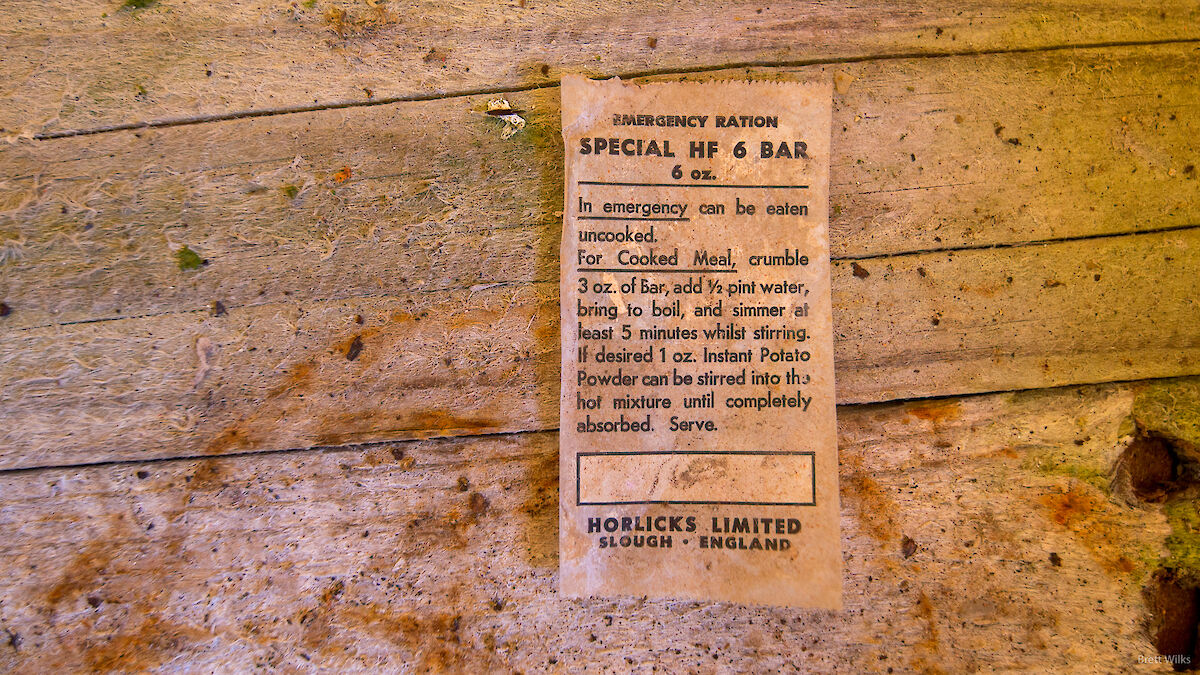 EMERGENCY RATION
SPECIAL HF 6 BAR
6 oz.
In emergency can be eaten
uncooked.
For Cooked Meal, crumble
3 oz. of Bar, add ½ pint water,
bring to boil, and simmer at
least 5 minutes whilst stirring.
If desired 1 oz. Instant Potato
Powder can be stirred into the
hot mixture until completely
absorbed. Serve.
HORLICKS LIMITED
SLOUGH · ENGLAND
Brett Wilks